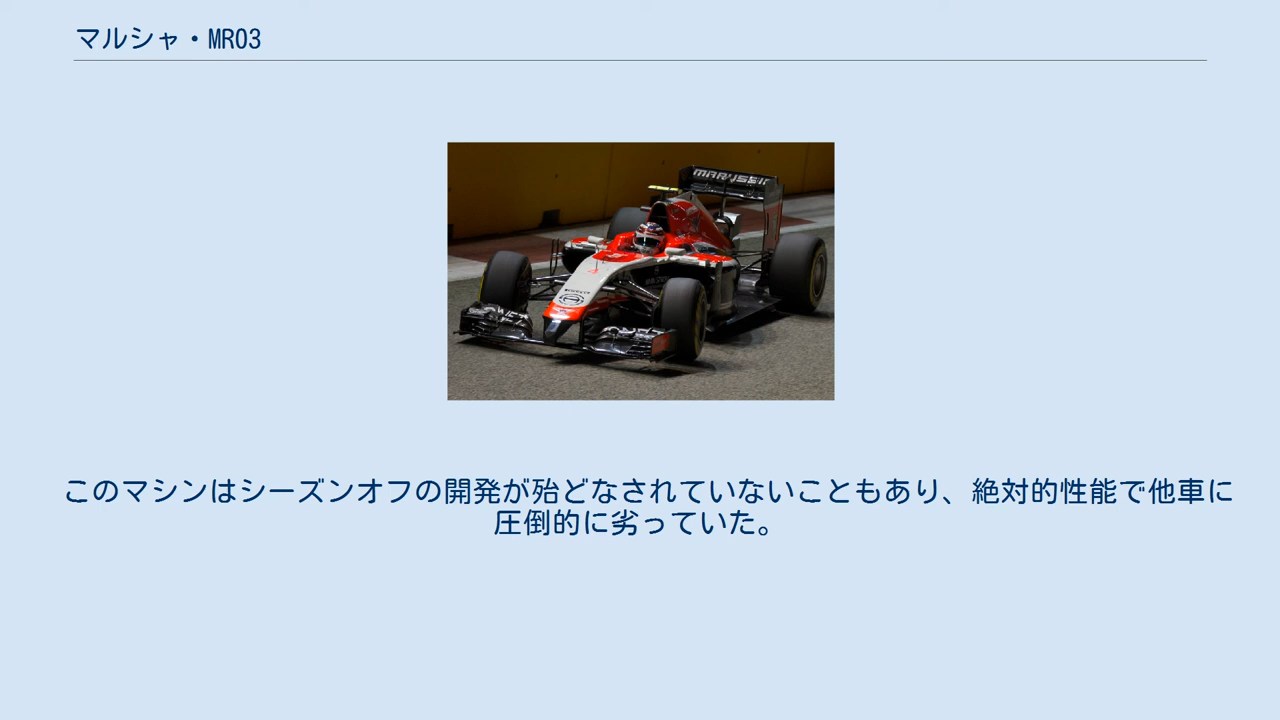 マルシャ・MR03
MARUSSIA
このマシンはシーズンオフの開発が殆どなされていないこともあり、絶対的性能で他車に
圧倒的に劣っていた。